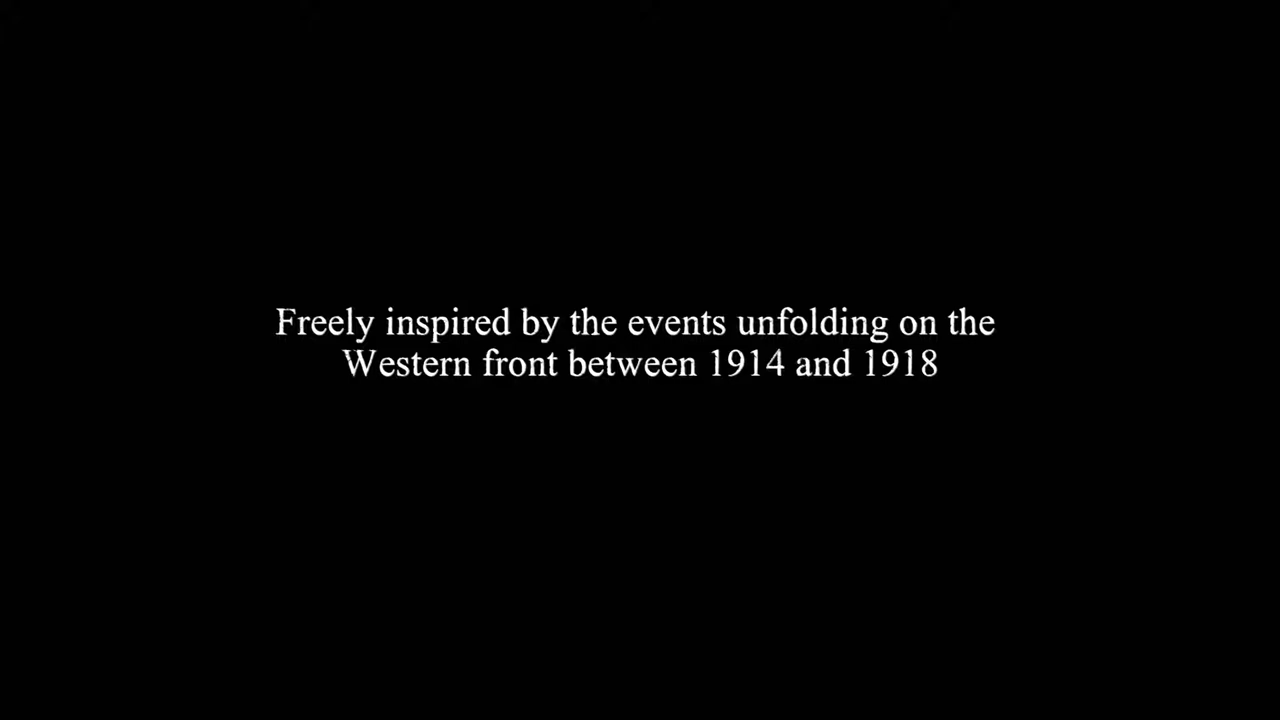 Freely inspired by the events unfolding on the
Western front between 1914 and 1918